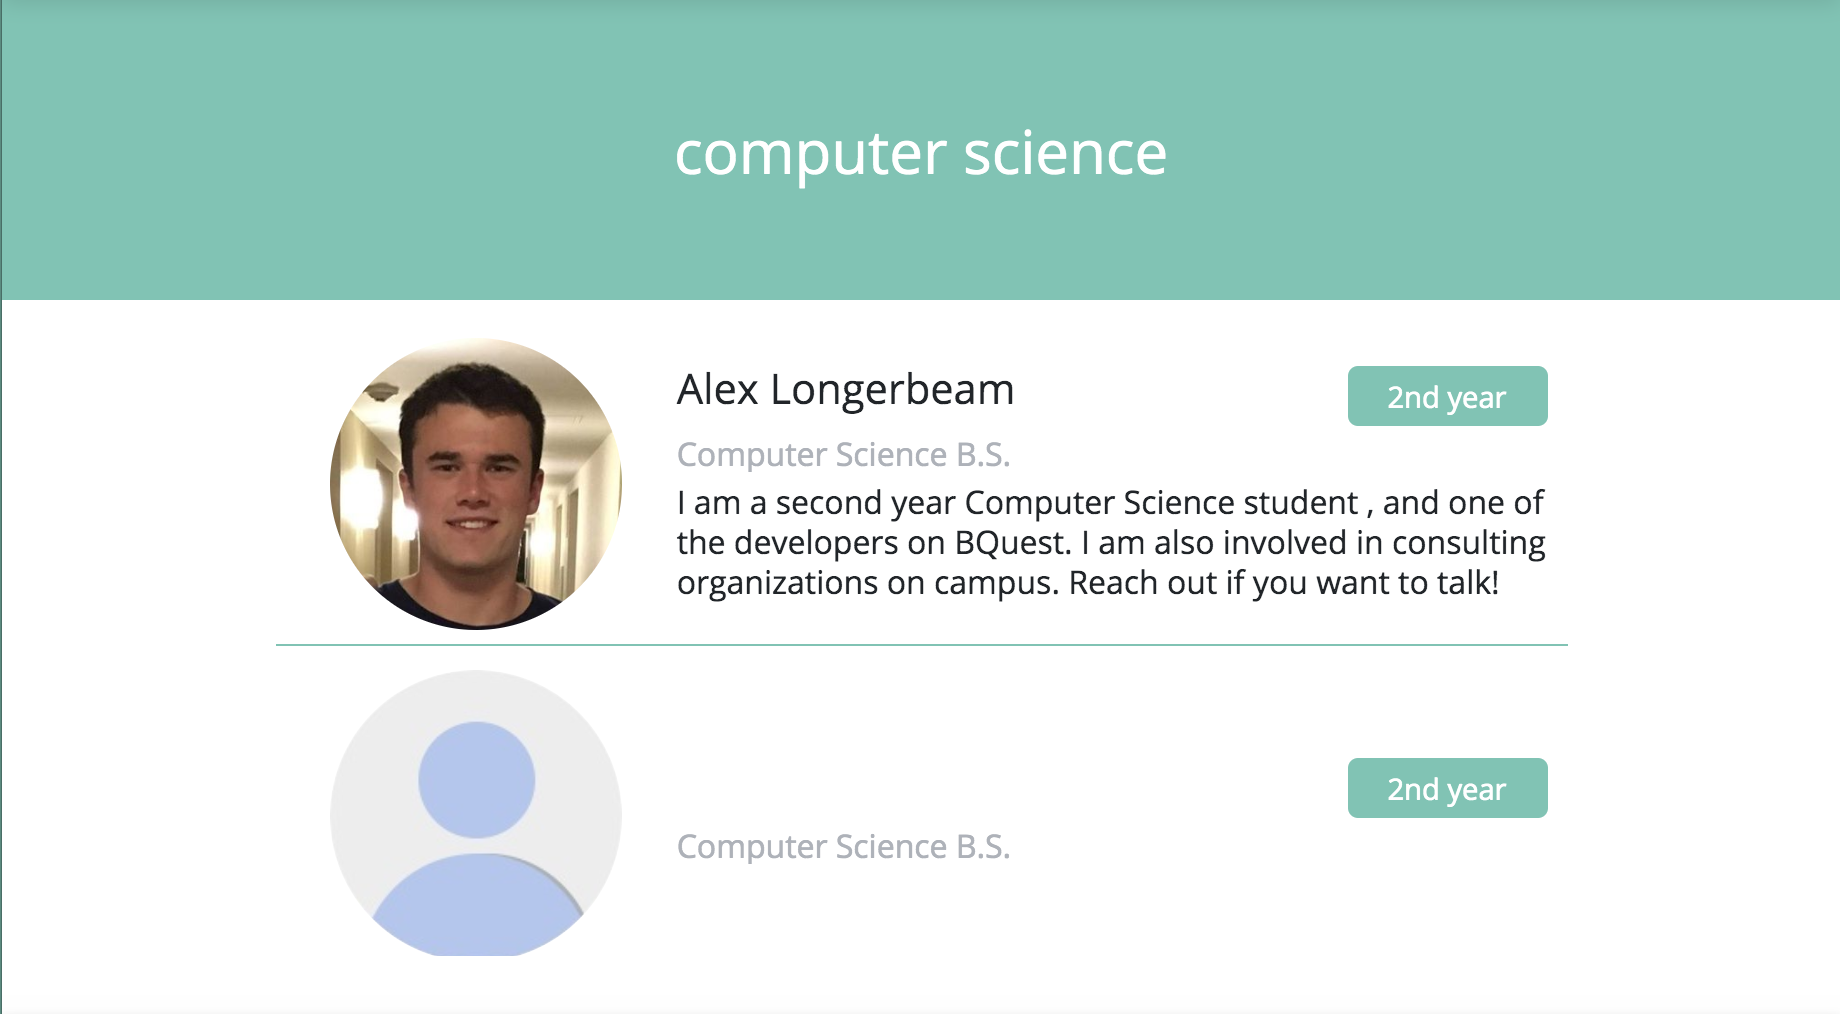 computer science
Alex Longerbeam
2nd year
Computer Science B.S.
I am a second year Computer Science student , and one of
the developers on BQuest. I am also involved in consulting
organizations on campus. Reach out if you want to talk!
2nd year
Computer Science B.S.